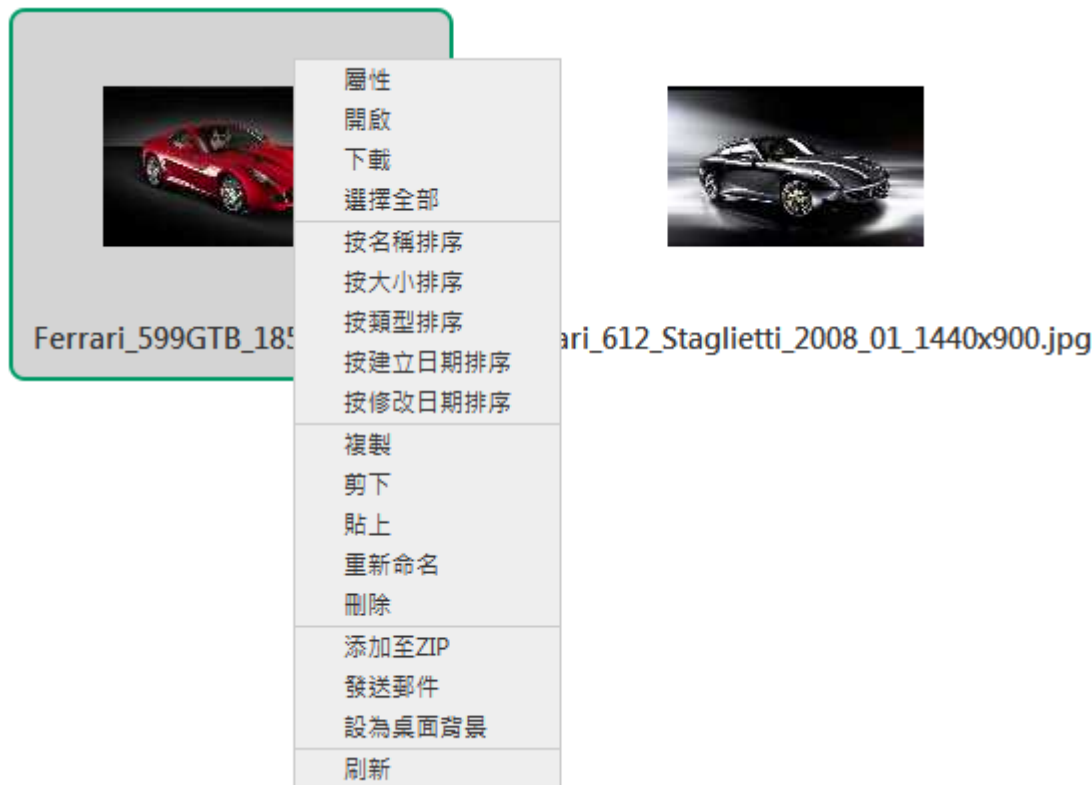 屬性
開啟
下載
選擇全部
按名稱排序
按大小排序
按類型排序
按建立日期排序
按修改日期排序
複製
剪下
貼上
重新命名
刪除
添加至ZIP
發送郵件
設為桌面背景
刷新
Ferrari_599GTB_185
ari_612_Staglietti_2008_01_1440x900.jpg